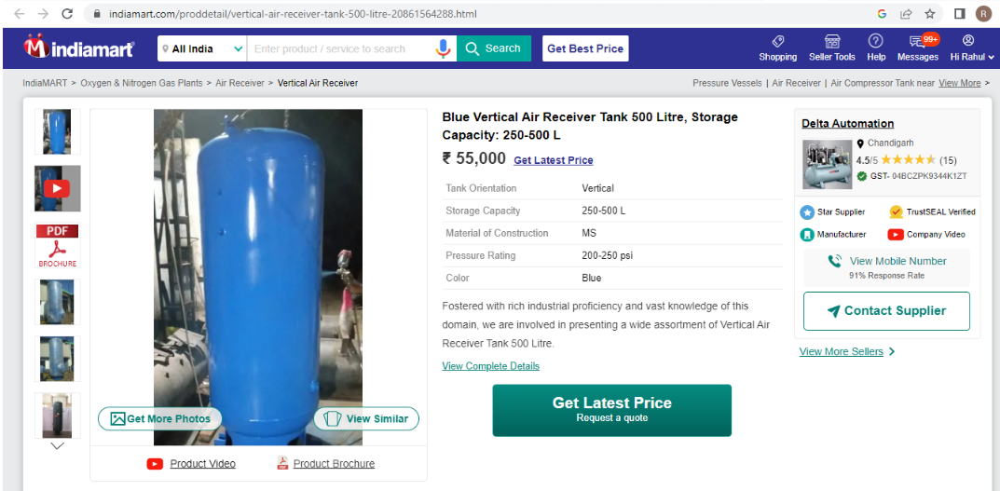 indiamart.com/proddetail/vertical-air-receiver-tank-500-litre-20861564288.html
G
R
indiamart
All India
Enter product / service to search
Search
Get Best Price
Shopping
Seller Tools
Help
99+
Messages
Hi Rahul
IndiaMART > Oxygen & Nitrogen Gas Plants > Air Receiver > Vertical Air Receiver
Pressure Vessels | Air Receiver | Air Compressor Tank near View More >
PDF
BROCHURE
Get More Photos
View Similar
Product Video
Product Brochure
Blue Vertical Air Receiver Tank 500 Litre, Storage
Capacity: 250-500 L
₹ 55,000 Get Latest Price
Tank Orientation Vertical
Storage Capacity 250-500 L
Material of Construction MS
Pressure Rating 200-250 psi
Color Blue
Fostered with rich industrial proficiency and vast knowledge of this
domain, we are involved in presenting a wide assortment of Vertical Air
Receiver Tank 500 Litre.
View Complete Details
Get Latest Price
Request a quote
Delta Automation
Chandigarh
4.5/5 (15)
GST- 04BCZPK9344K1ZT
Star Supplier
TrustSEAL Verified
Manufacturer
Company Video
View Mobile Number
91% Response Rate
Contact Supplier
View More Sellers